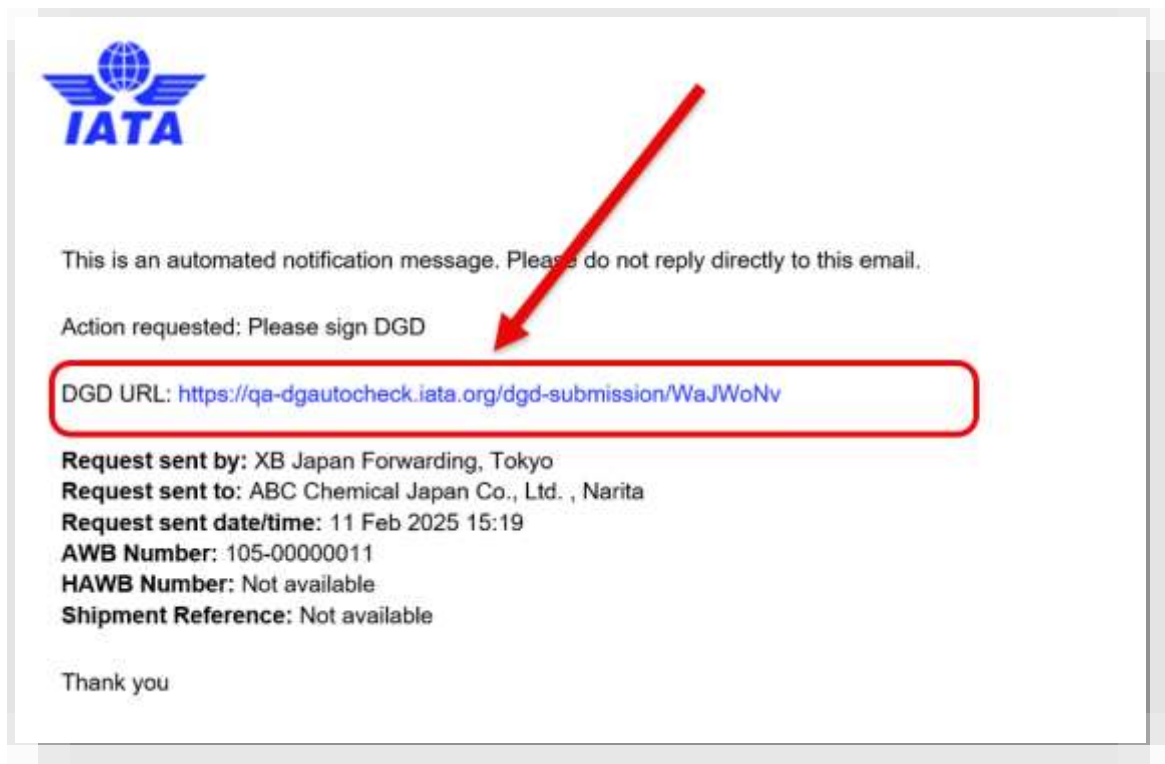 IATA
This is an automated notification message. Please do not reply directly to this email.
Action requested: Please sign DGD
DGD URL: https://qa-dgautocheck.iata.org/dgd-submission/WaJWoNv
Request sent by: XB Japan Forwarding, Tokyo
Request sent to: ABC Chemical Japan Co., Ltd. , Narita
Request sent date/time: 11 Feb 2025 15:19
AWB Number: 105-00000011
HAWB Number: Not available
Shipment Reference: Not available
Thank you